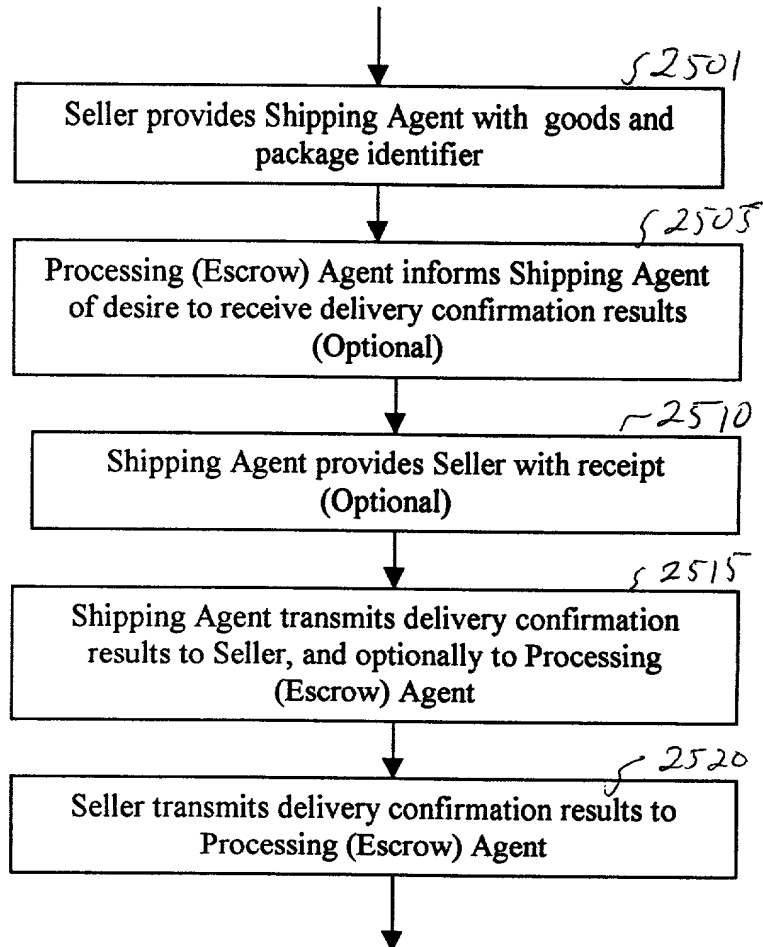 2501
Seller provides Shipping Agent with goods and
package identifier
2505
Processing (Escrow) Agent informs Shipping Agent
of desire to receive delivery confirmation results
(Optional)
2510
Shipping Agent provides Seller with receipt
(Optional)
2515
Shipping Agent transmits delivery confirmation
results to Seller, and optionally to Processing
(Escrow) Agent
2520
Seller transmits delivery confirmation results to
Processing (Escrow) Agent